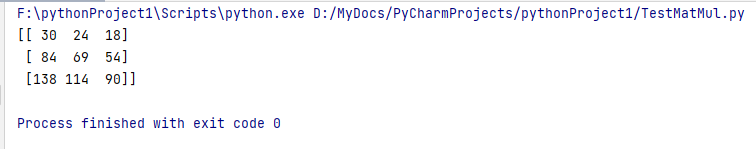 F:\pythonProject1\Scripts\python.exe D:/MyDocs/PyCharmProjects/pythonProject1/TestMatMul.py
[[ 30  24  18]
 [ 84  69  54]
 [138 114  90]]
Process finished with exit code 0